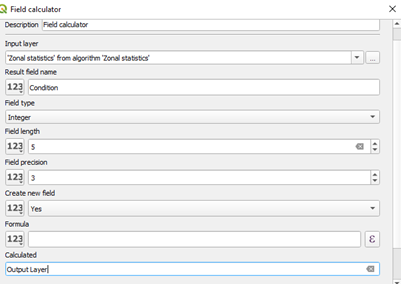 Field calculator
Description Field calculator
Input layer
'Zonal statistics' from algorithm 'Zonal statistics'
...
Result field name
123 Condition
Field type
Integer
Field length
123 5
Field precision
123 3
Create new field
123 Yes
Formula
123 ε
Calculated
Output Layer